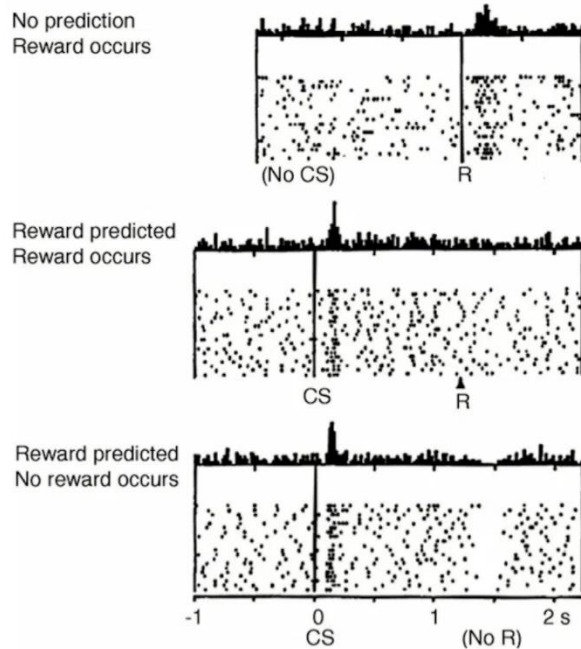 No prediction
Reward occurs
(No CS) R
Reward predicted
Reward occurs
CS R
Reward predicted
No reward occurs
-1 0 1 2 s
CS (No R)